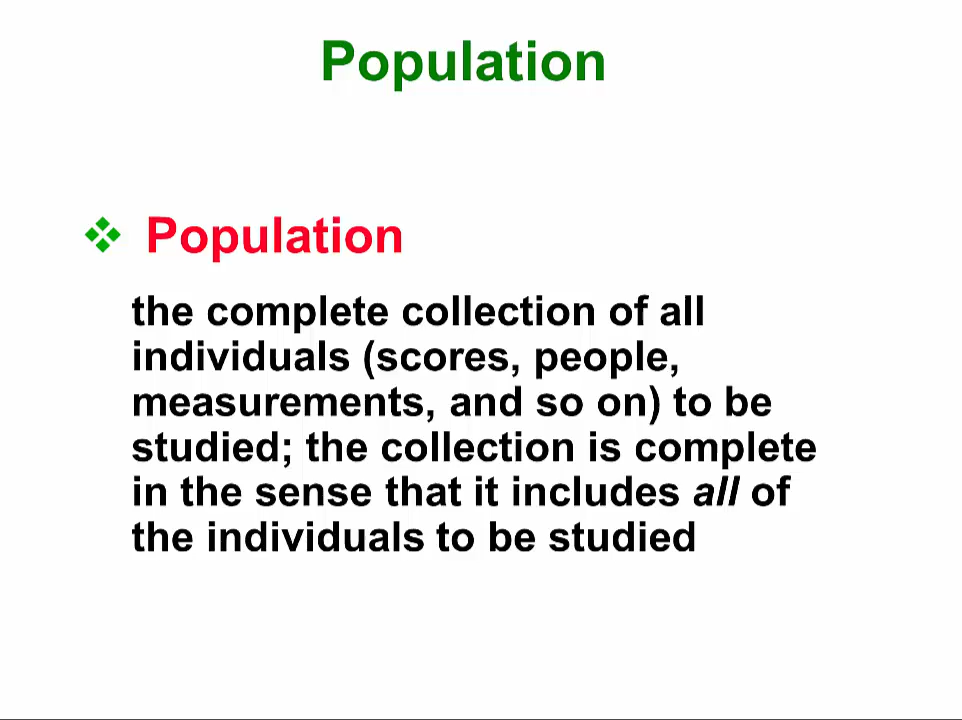 Population
Population
the complete collection of all
individuals (scores, people,
measurements, and so on) to be
studied; the collection is complete
in the sense that it includes all of
the individuals to be studied